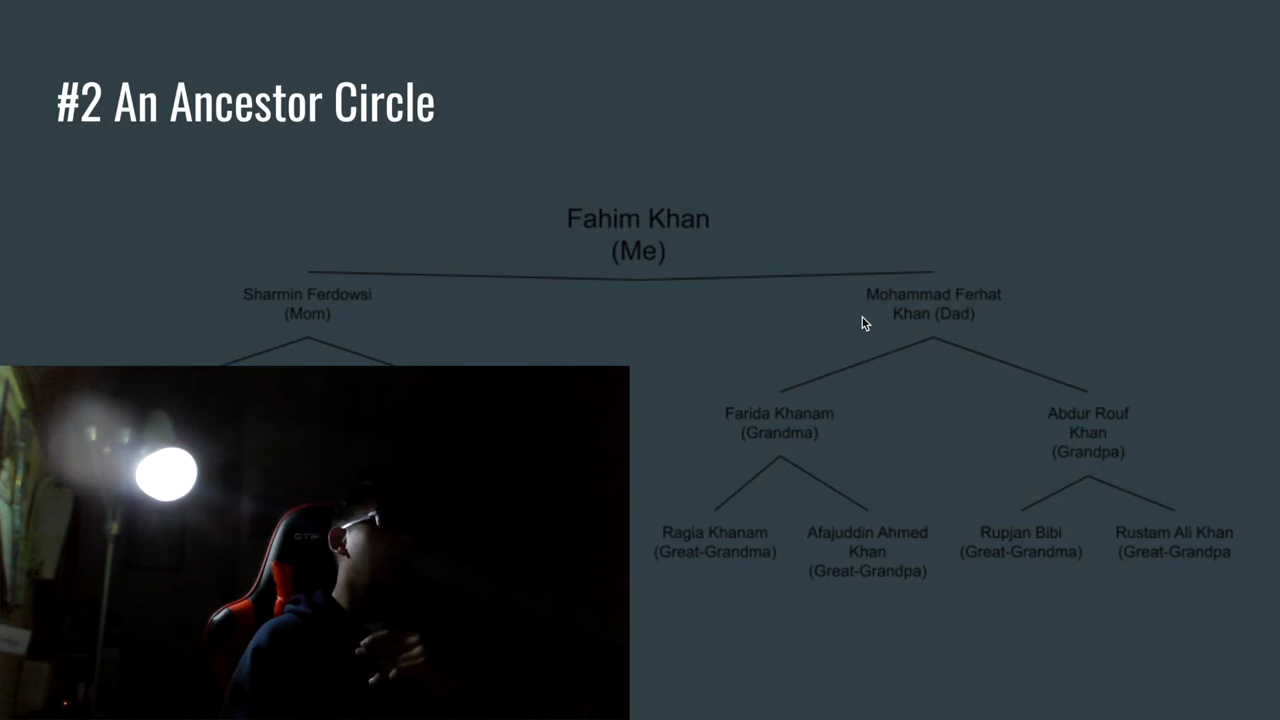 #2 An Ancestor Circle
Fahim Khan
(Me)
Sharmin Ferdowsi
(Mom)
Mohammad Ferhat
Khan (Dad)
Farida Khanam
(Grandma)
Abdur Rouf
Khan
(Grandpa)
Ragia Khanam
(Great-Grandma)
Afajuddin Ahmed
Khan
(Great-Grandpa)
Rupjan Bibi
(Great-Grandma)
Rustam Ali Khan
(Great-Grandpa